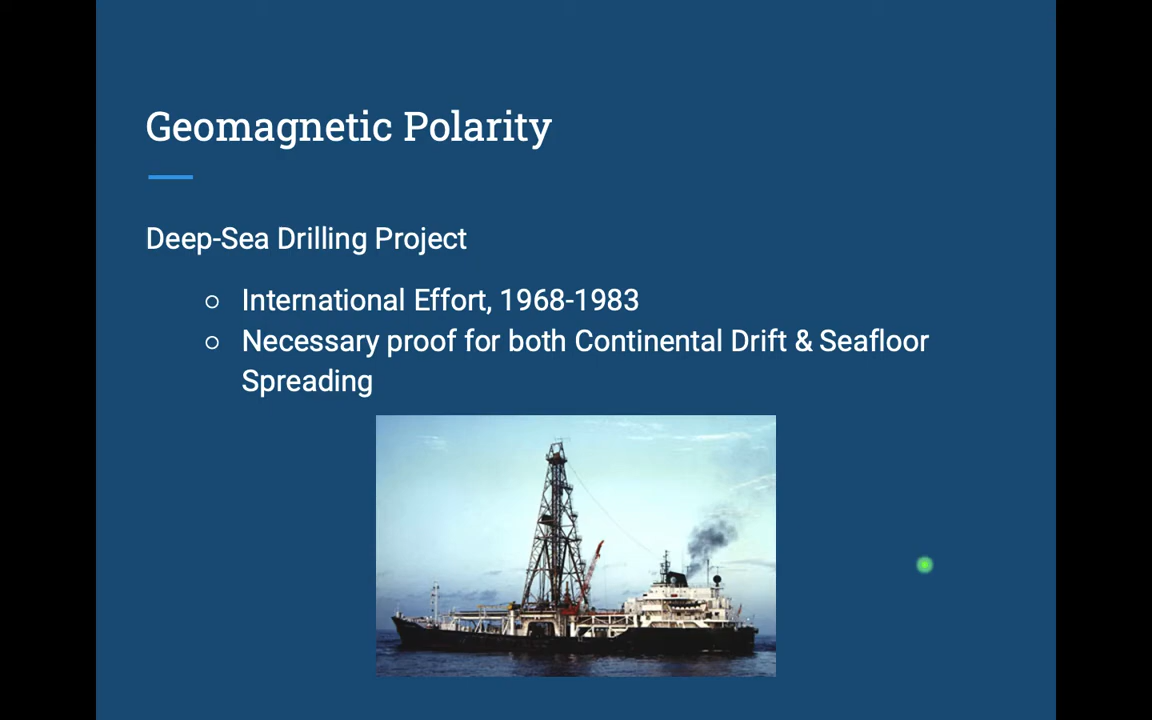 Geomagnetic Polarity
Deep-Sea Drilling Project
○ International Effort, 1968-1983
○ Necessary proof for both Continental Drift & Seafloor
Spreading